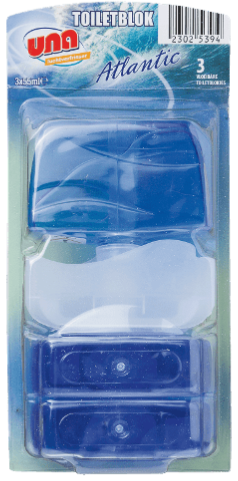 TOILETBLOK
una
Atlantic
2302 5394
3x55ml
3